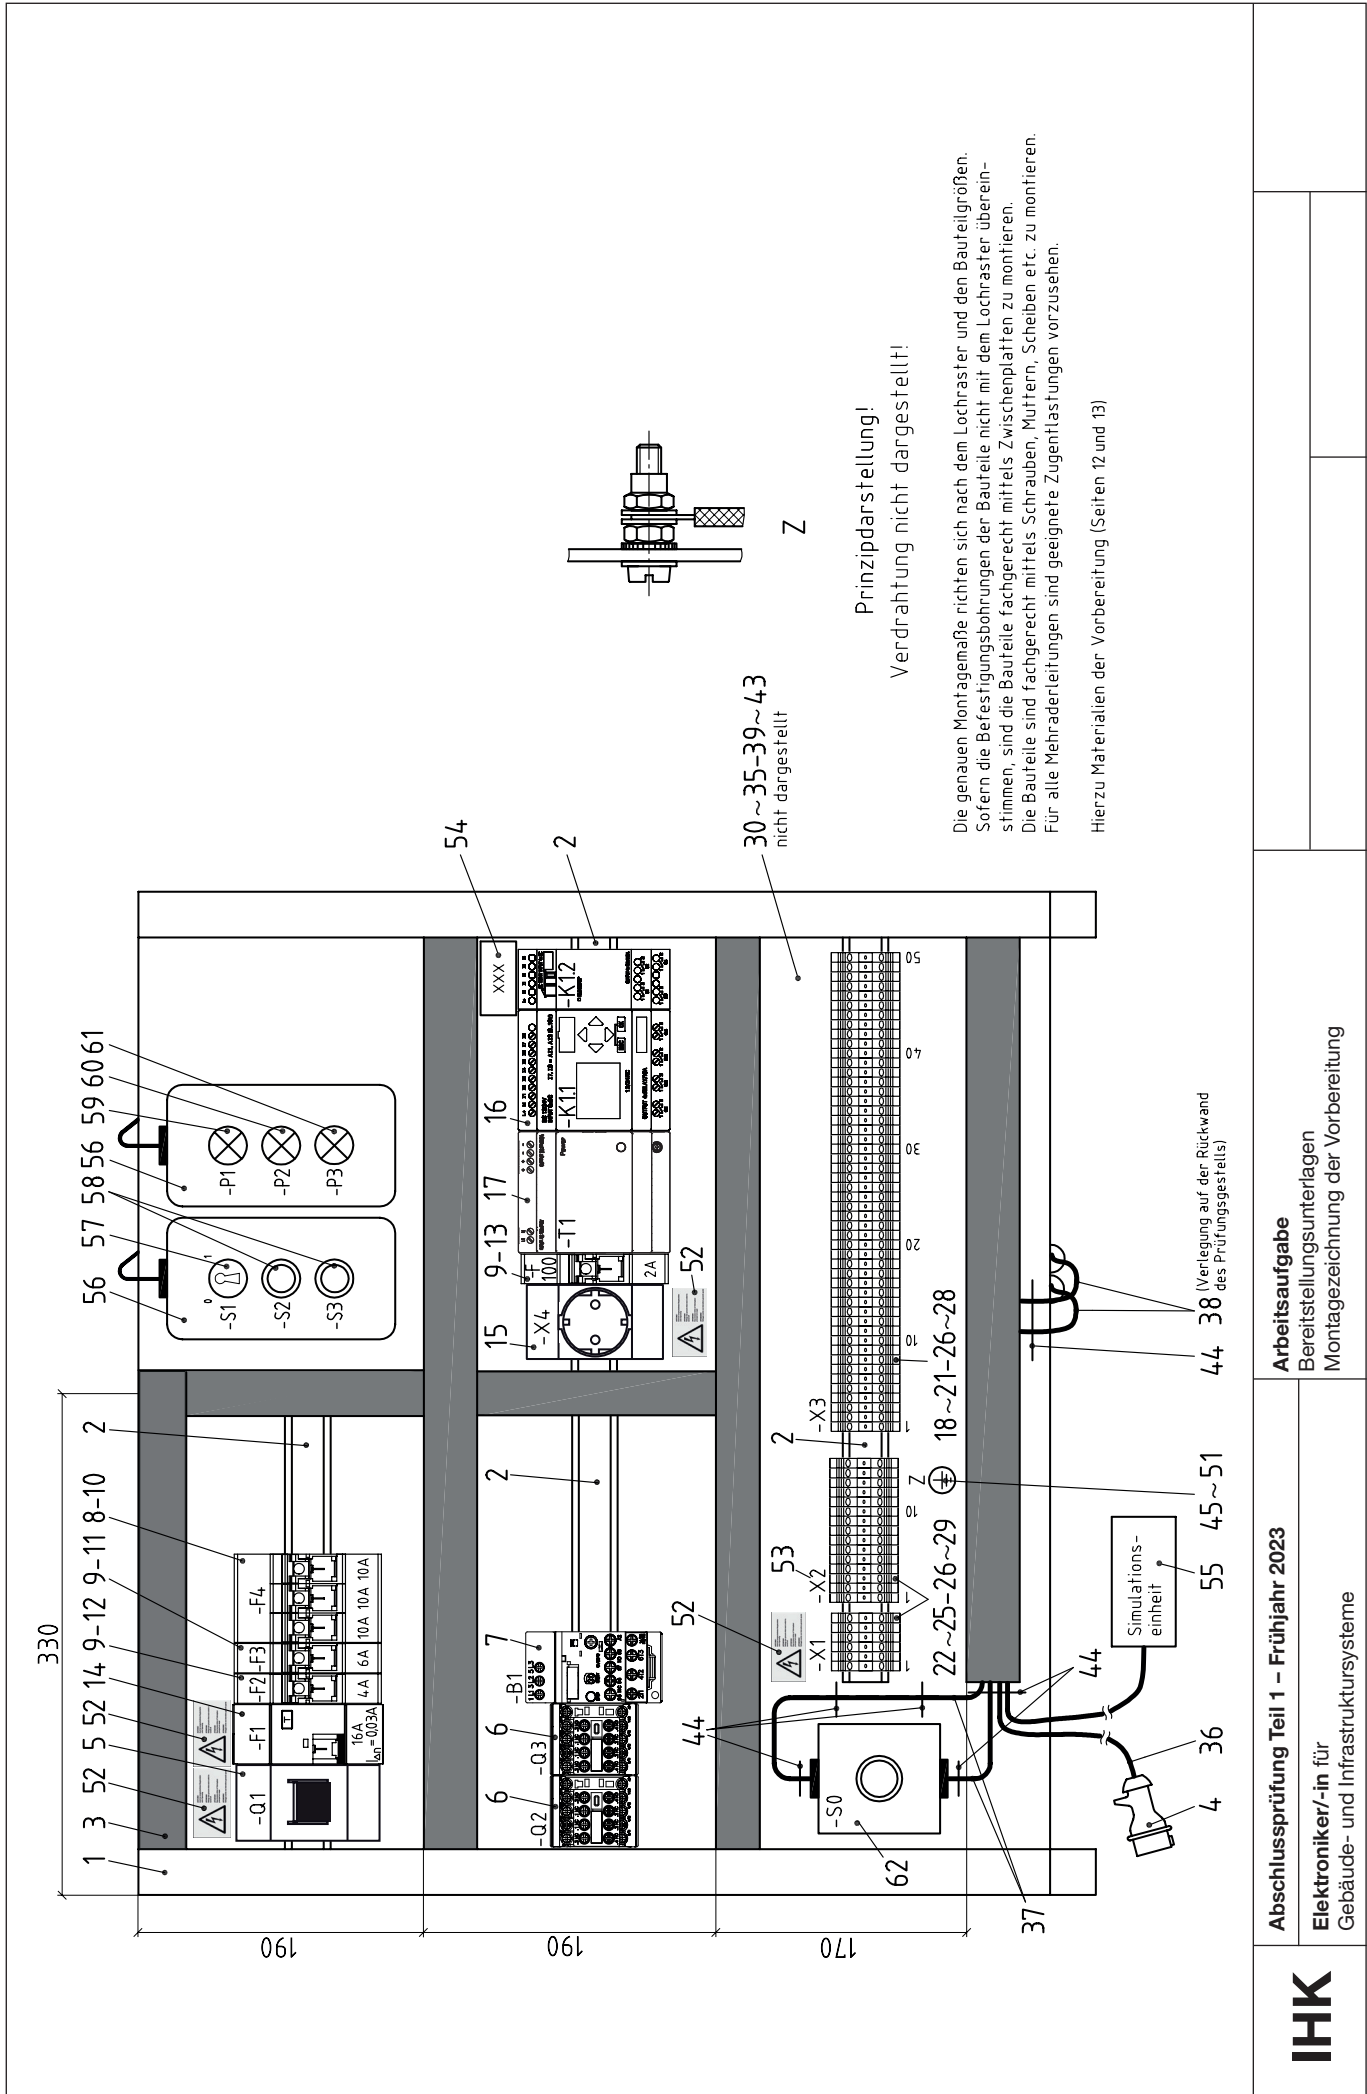 330
1
3
52
5
52
14
9-12
9-11
8-10
2
56
57
58
56
59
60
61
190
-Q1
-F1
T
16A
I∆n=0,03A
-F2
4A
-F3
6A
-F4
10A 10A 10A
0
1
-S1
-S2
-S3
-P1
-P2
-P3
54
190
6
-Q2
6
-Q3
7
-B1
2
15
-X4
9-13
-F
100
2A
17
-T1
Power
16
-K1.1
-K1.2
XXX
2
52
170
62
-S0
44
52
53
-X1
1
-X2
1
10
Z
2
-X3
1
10
20
30
40
50
22~25-26~29
18~21-26~28
30~35-39~43
nicht dargestellt
37
4
36
44
Simulations-
einheit
55
45~51
44
38 (Verlegung auf der Rückwand
des Prüfungsgestells)
Z
Prinzipdarstellung!
Verdrahtung nicht dargestellt!
Die genauen Montagemaße richten sich nach dem Lochraster und den Bauteilgrößen.
Sofern die Befestigungsbohrungen der Bauteile nicht mit dem Lochraster überein-
stimmen, sind die Bauteile fachgerecht mittels Zwischenplatten zu montieren.
Die Bauteile sind fachgerecht mittels Schrauben, Muttern, Scheiben etc. zu montieren.
Für alle Mehraderleitungen sind geeignete Zugentlastungen vorzusehen.
Hierzu Materialien der Vorbereitung (Seiten 12 und 13)
IHK
Abschlussprüfung Teil 1 – Frühjahr 2023
Elektroniker/-in für
Gebäude- und Infrastruktursysteme
Arbeitsaufgabe
Bereitstellungsunterlagen
Montagezeichnung der Vorbereitung